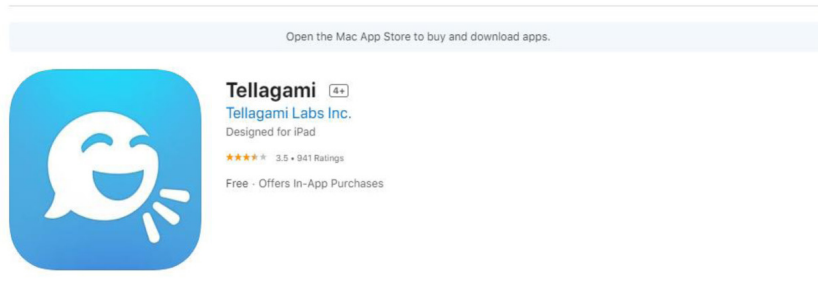 Open the Mac App Store to buy and download apps.
Tellagami 4+
Tellagami Labs Inc.
Designed for iPad
★★★★★ 3.5 • 941 Ratings
Free · Offers In-App Purchases